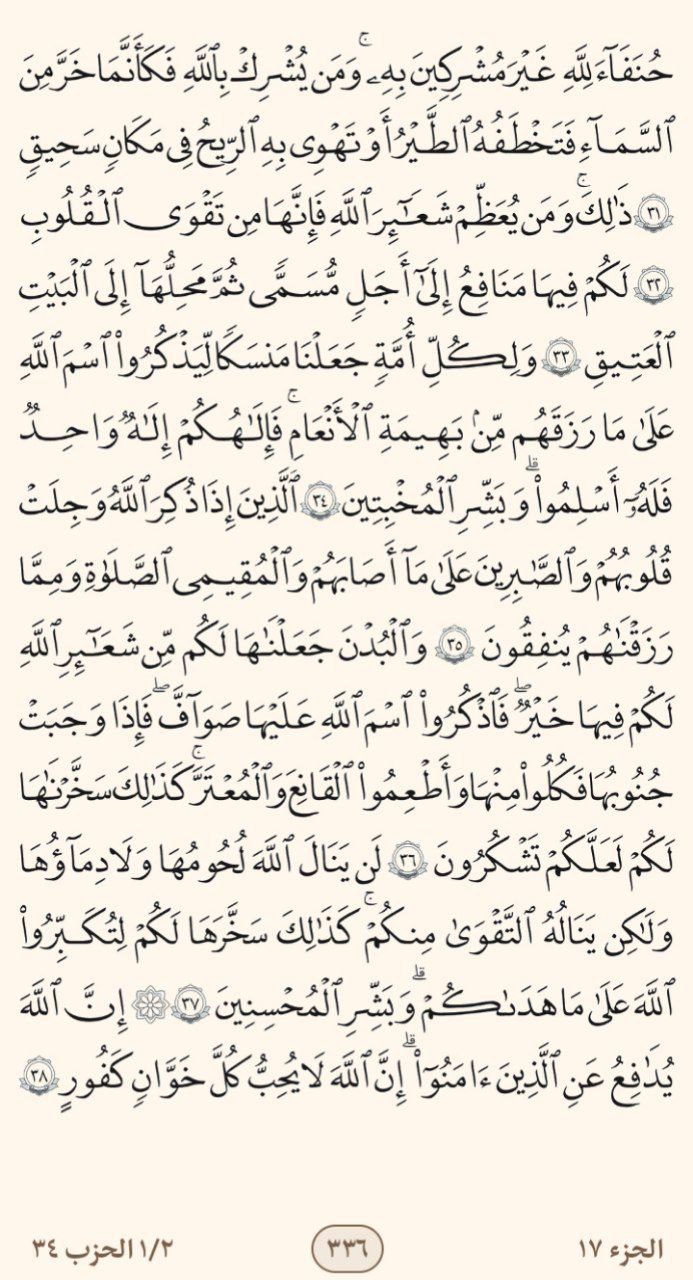 حُنَفَآءَ لِلَّهِ غَيۡرَ مُشۡرِكِينَ بِهِۦۚ وَمَن يُشۡرِكۡ بِٱللَّهِ فَكَأَنَّمَا خَرَّ مِنَ
ٱلسَّمَآءِ فَتَخۡطَفُهُ ٱلطَّيۡرُ أَوۡ تَهۡوِي بِهِ ٱلرِّيحُ فِي مَكَانٖ سَحِيقٖ
٣١ ذَٰلِكَۖ وَمَن يُعَظِّمۡ شَعَٰٓئِرَ ٱللَّهِ فَإِنَّهَا مِن تَقۡوَى ٱلۡقُلُوبِ
٣٢ لَكُمۡ فِيهَا مَنَٰفِعُ إِلَىٰٓ أَجَلٖ مُّسَمّٗى ثُمَّ مَحِلُّهَآ إِلَى ٱلۡبَيۡتِ
ٱلۡعَتِيقِ ٣٣ وَلِكُلِّ أُمَّةٖ جَعَلۡنَا مَنسَكٗا لِّيَذۡكُرُواْ ٱسۡمَ ٱللَّهِ
عَلَىٰ مَا رَزَقَهُم مِّنۢ بَهِيمَةِ ٱلۡأَنۡعَٰمِۗ فَإِلَٰهُكُمۡ إِلَٰهٞ وَٰحِدٞ
فَلَهُۥٓ أَسۡلِمُواْۗ وَبَشِّرِ ٱلۡمُخۡبِتِينَ ٣٤ ٱلَّذِينَ إِذَا ذُكِرَ ٱللَّهُ وَجِلَتۡ
قُلُوبُهُمۡ وَٱلصَّٰبِرِينَ عَلَىٰ مَآ أَصَابَهُمۡ وَٱلۡمُقِيمِي ٱلصَّلَوٰةِ وَمِمَّا
رَزَقۡنَٰهُمۡ يُنفِقُونَ ٣٥ وَٱلۡبُدۡنَ جَعَلۡنَٰهَا لَكُم مِّن شَعَٰٓئِرِ ٱللَّهِ
لَكُمۡ فِيهَا خَيۡرٞۖ فَٱذۡكُرُواْ ٱسۡمَ ٱللَّهِ عَلَيۡهَا صَوَآفَّۖ فَإِذَا وَجَبَتۡ
جُنُوبُهَا فَكُلُواْ مِنۡهَا وَأَطۡعِمُواْ ٱلۡقَانِعَ وَٱلۡمُعۡتَرَّۚ كَذَٰلِكَ سَخَّرۡنَٰهَا
لَكُمۡ لَعَلَّكُمۡ تَشۡكُرُونَ ٣٦ لَن يَنَالَ ٱللَّهَ لُحُومُهَا وَلَا دِمَآؤُهَا
وَلَٰكِن يَنَالُهُ ٱلتَّقۡوَىٰ مِنكُمۡۚ كَذَٰلِكَ سَخَّرَهَا لَكُمۡ لِتُكَبِّرُواْ
ٱللَّهَ عَلَىٰ مَا هَدَىٰكُمۡۗ وَبَشِّرِ ٱلۡمُحۡسِنِينَ ٣٧ ۞ إِنَّ ٱللَّهَ
يُدَٰفِعُ عَنِ ٱلَّذِينَ ءَامَنُوٓاْۗ إِنَّ ٱللَّهَ لَا يُحِبُّ كُلَّ خَوَّانٖ كَفُورٍ ٣٨
الجزء ١٧
٣٣٦
١/٢ الحزب ٣٤